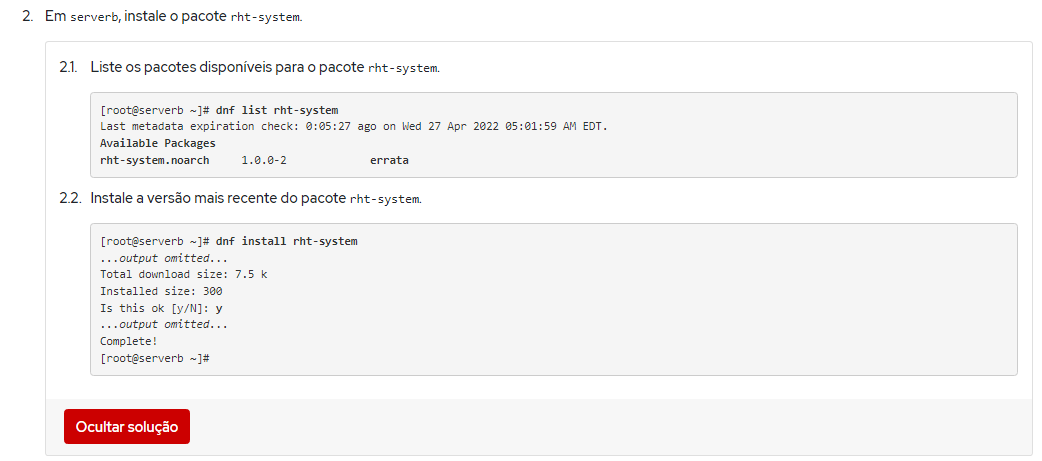 2. Em serverb, instale o pacote rht-system.
2.1. Liste os pacotes disponíveis para o pacote rht-system.
[root@serverb ~]# dnf list rht-system
Last metadata expiration check: 0:05:27 ago on Wed 27 Apr 2022 05:01:59 AM EDT.
Available Packages
rht-system.noarch     1.0.0-2             errata
2.2. Instale a versão mais recente do pacote rht-system.
[root@serverb ~]# dnf install rht-system
...output omitted...
Total download size: 7.5 k
Installed size: 300
Is this ok [y/N]: y
...output omitted...
Complete!
[root@serverb ~]#
Ocultar solução